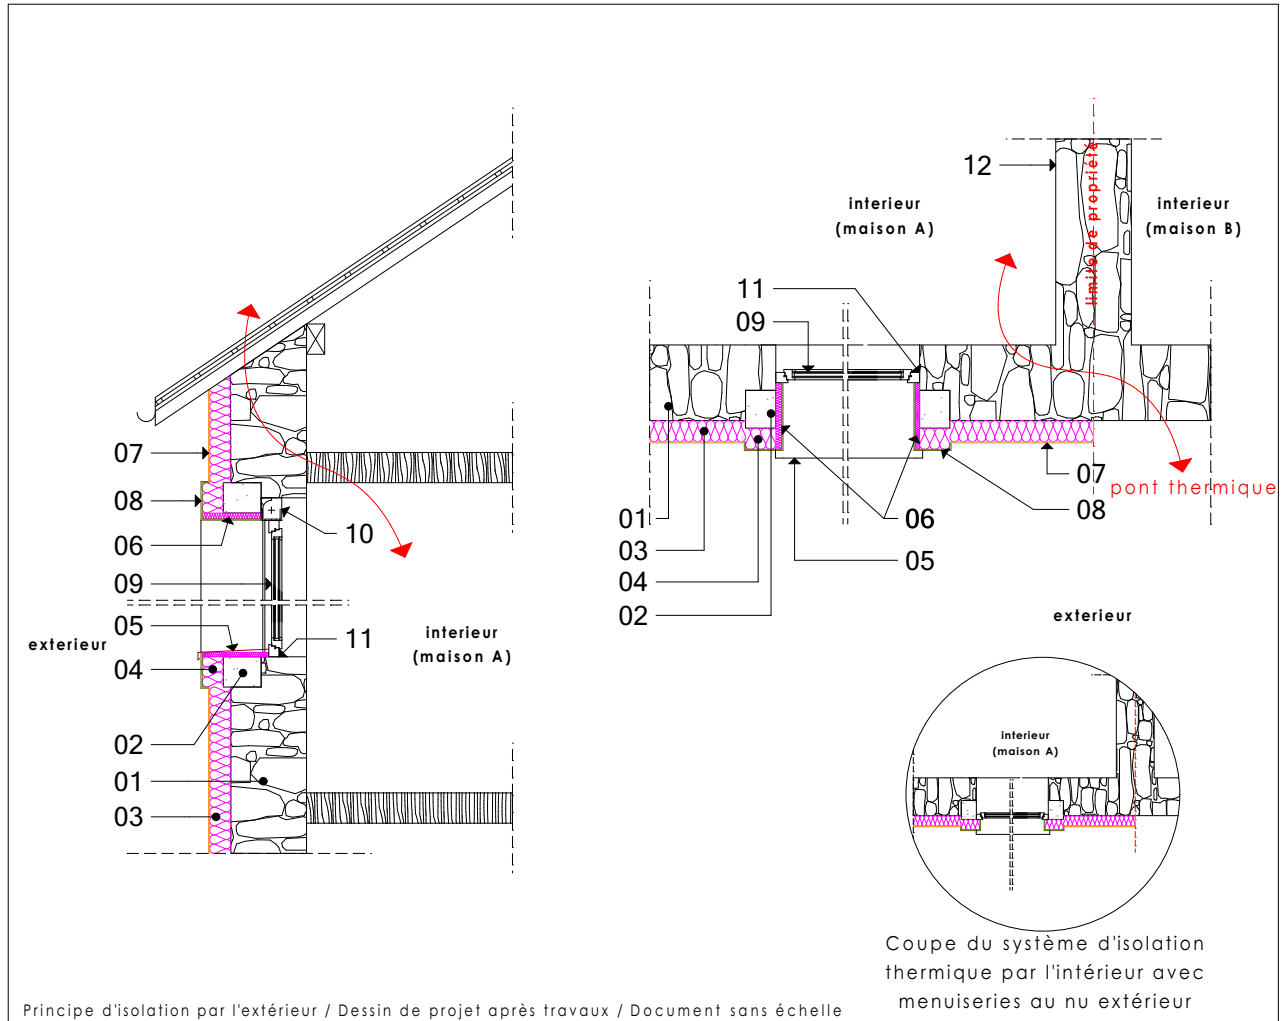 07
08
06
09
05
04
02
01
03
10
11
exterieur
interieur
(maison A)
12
interieur
(maison A)
interieur
(maison B)
limite de propriété
11
09
01
03
04
02
06
05
07
08
pont thermique
exterieur
interieur
(maison A)
Coupe du système d'isolation
thermique par l'intérieur avec
menuiseries au nu extérieur
Principe d'isolation par l'extérieur / Dessin de projet après travaux / Document sans échelle